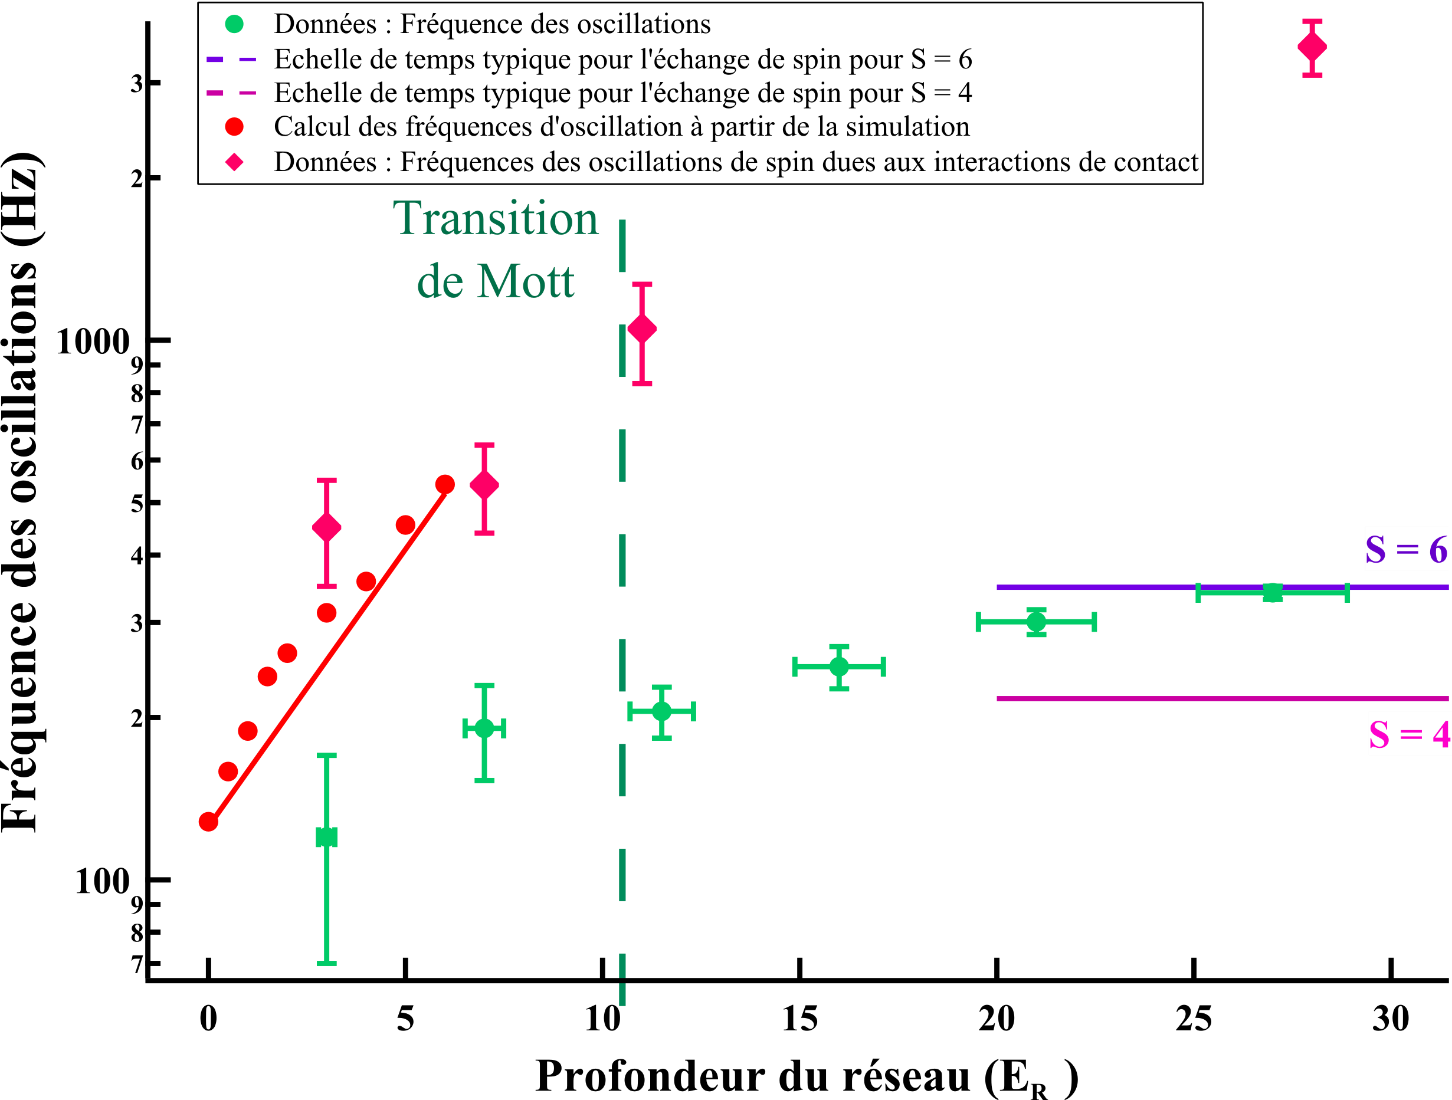 Données : Fréquence des oscillations
Echelle de temps typique pour l'échange de spin pour S = 6
Echelle de temps typique pour l'échange de spin pour S = 4
Calcul des fréquences d'oscillation à partir de la simulation
Données : Fréquences des oscillations de spin dues aux interactions de contact
Transition
de Mott
Fréquence des oscillations (Hz)
3
2
1000
9
8
7
6
5
4
3
2
100
9
8
7
S = 6
S = 4
0 5 10 15 20 25 30
Profondeur du réseau (E_R )